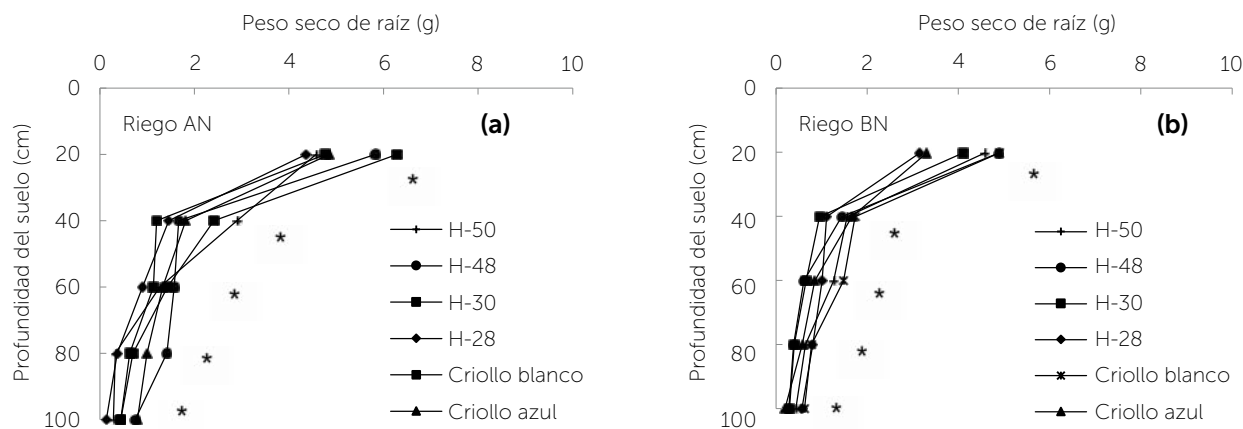 Peso seco de raíz (g)
0 2 4 6 8 10
0
20
40
60
80
100
Profundidad del suelo (cm)
Riego AN
(a)
*
*
*
*
*
H-50
H-48
H-30
H-28
Criollo blanco
Criollo azul
Peso seco de raíz (g)
0 2 4 6 8 10
0
20
40
60
80
100
Profundidad del suelo (cm)
Riego BN
(b)
*
*
*
*
*
H-50
H-48
H-30
H-28
Criollo blanco
Criollo azul